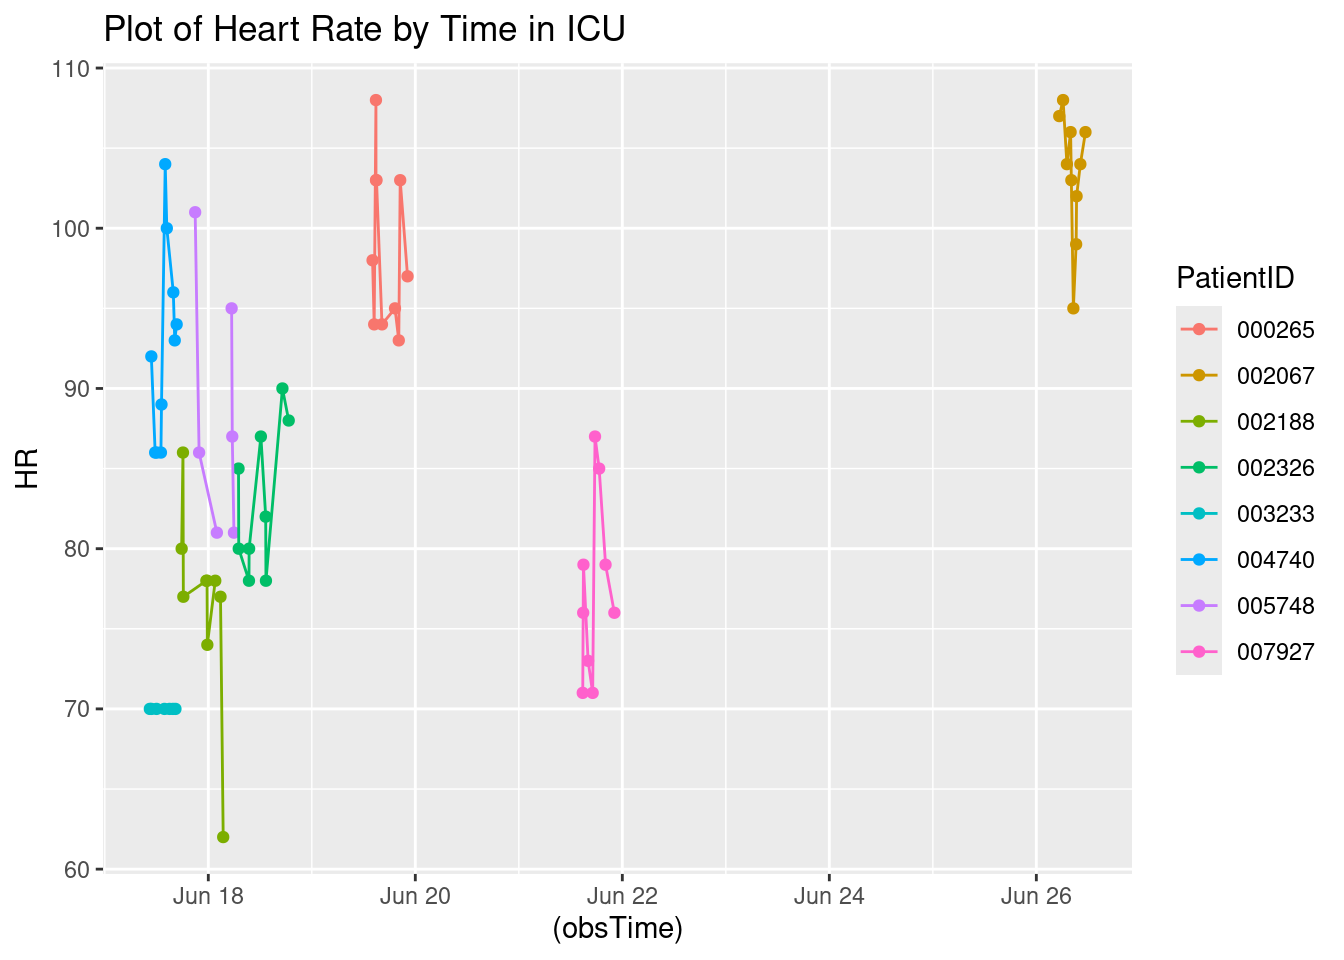 Plot of Heart Rate by Time in ICU
110
100
90
80
70
60
HR
Jun 18
Jun 20
Jun 22
Jun 24
Jun 26
(obsTime)
PatientID
000265
002067
002188
002326
003233
004740
005748
007927